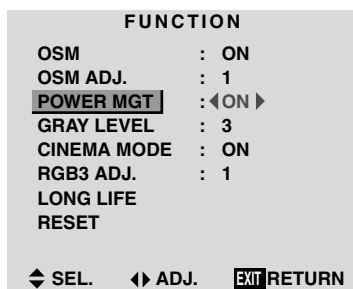 FUNCTION
OSM : ON
OSM ADJ. : 1
POWER MGT : ON
GRAY LEVEL : 3
CINEMA MODE : ON
RGB3 ADJ. : 1
LONG LIFE
RESET
SEL. ADJ. EXIT RETURN